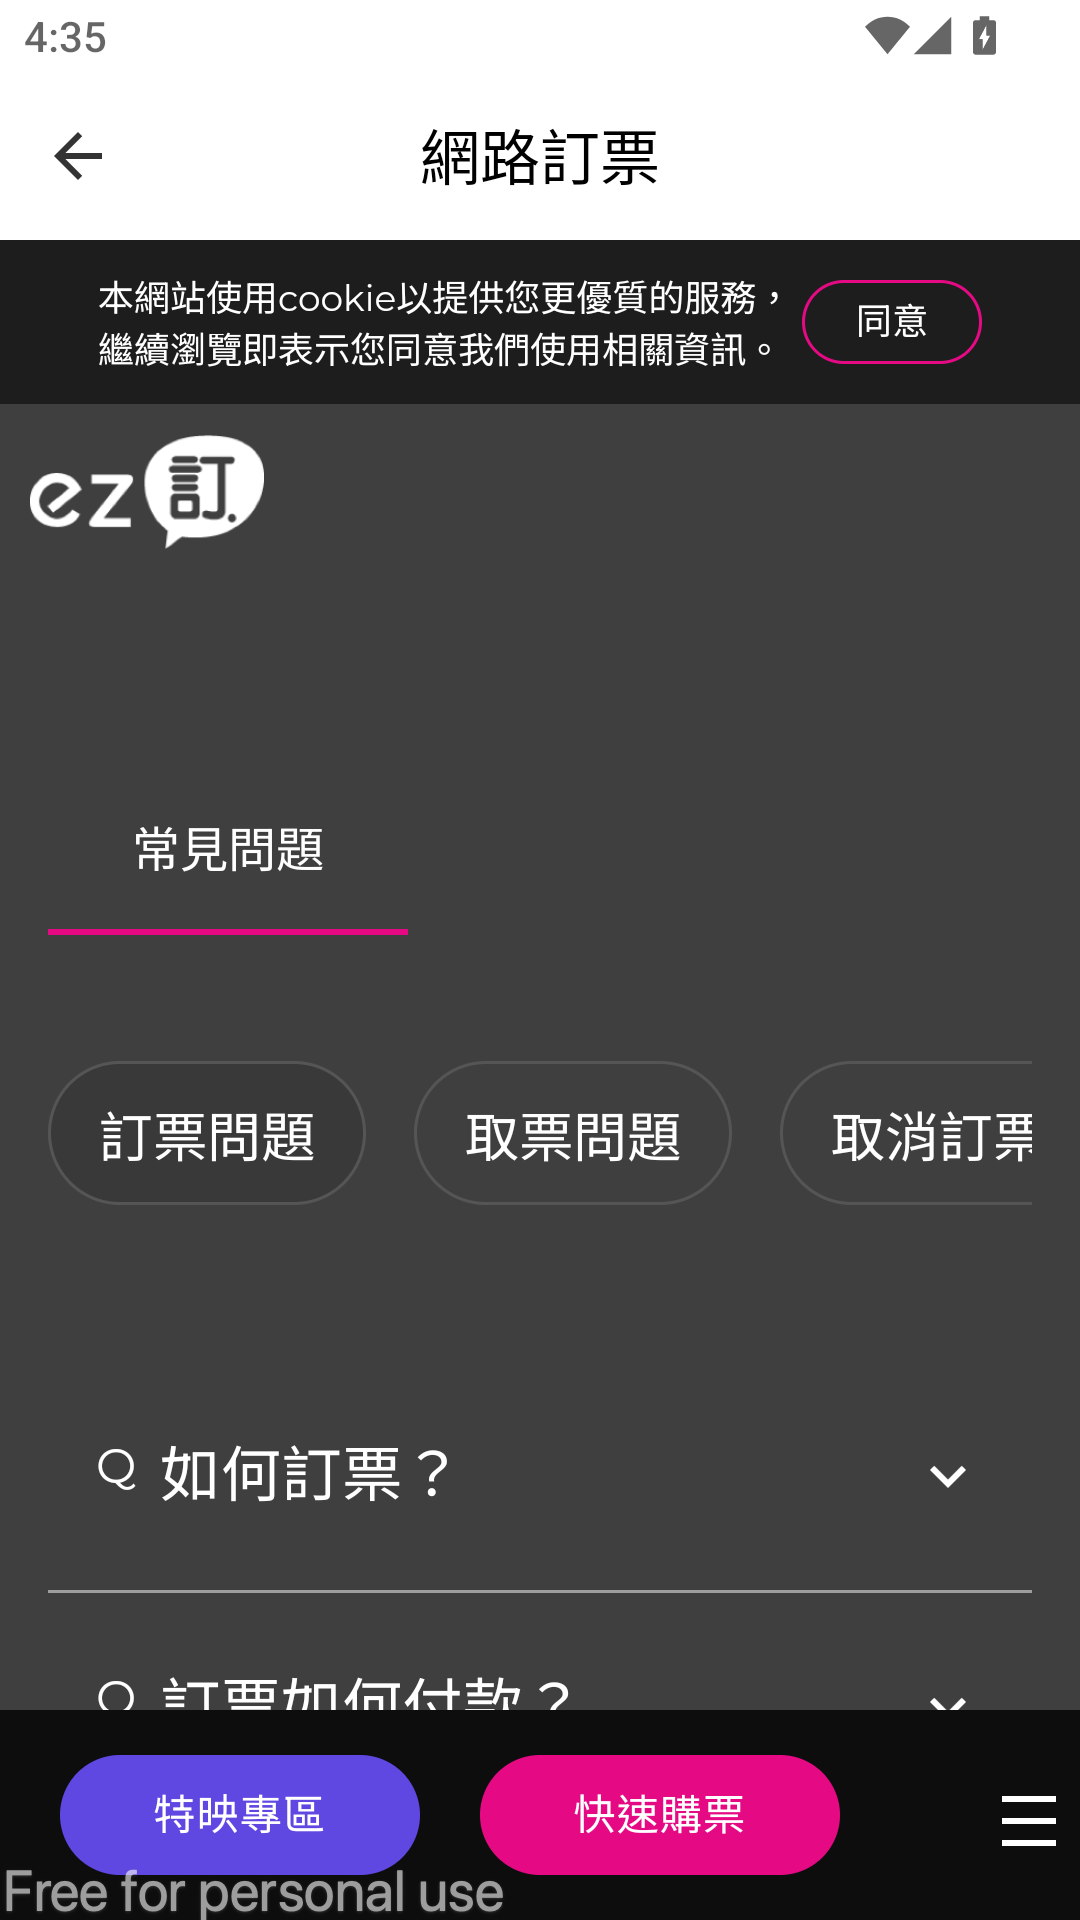 4:35
網路訂票
本網站使用cookie以提供您更優質的服務，
繼續瀏覽即表示您同意我們使用相關資訊。
同意
ez訂.
常見問題
訂票問題
取票問題
取消訂票
Q 如何訂票？
Q 訂票如何付款？
特映專區
快速購票
Free for personal use